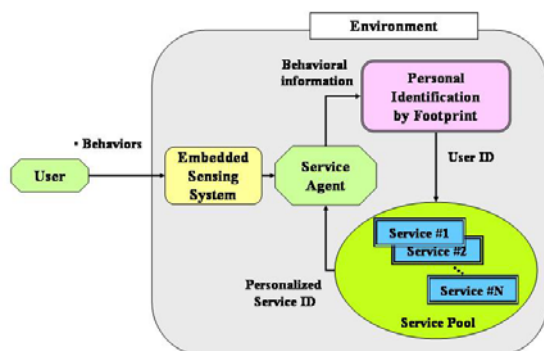 Environment
Behavioral
information
Personal
Identification
by Footprint
• Behaviors
User
Embedded
Sensing
System
Service
Agent
User ID
Service #1
Service #2
Service #N
Personalized
Service ID
Service Pool